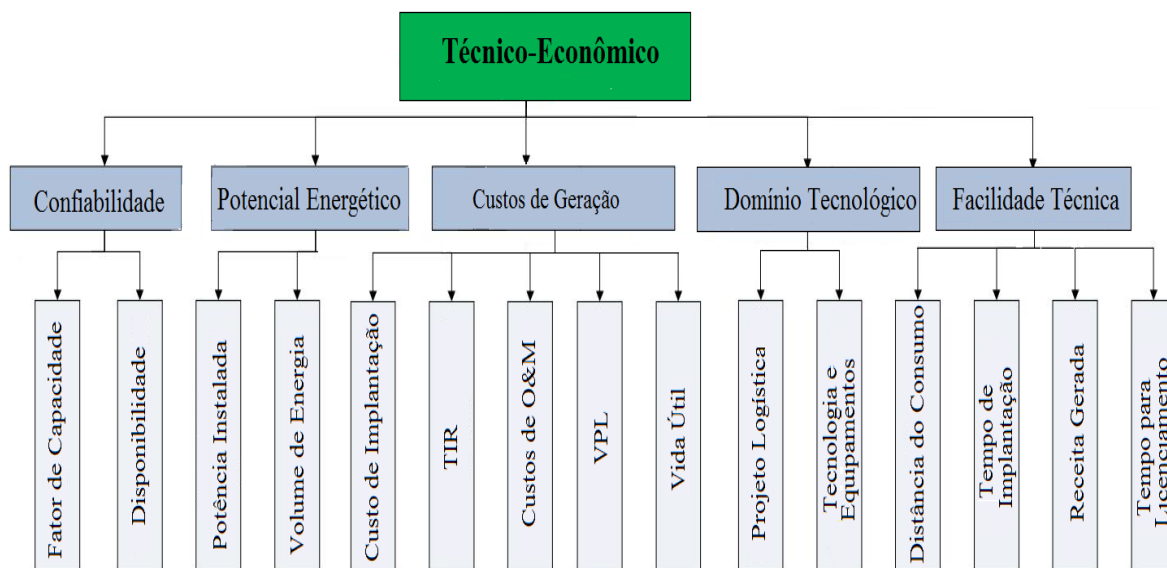 Técnico-Econômico
Confiabilidade
Potencial Energético
Custos de Geração
Domínio Tecnológico
Facilidade Técnica
Fator de Capacidade
Disponibilidade
Potência Instalada
Volume de Energia
Custo de Implantação
TIR
Custos de O&M
VPL
Vida Útil
Projeto Logística
Tecnologia e
Equipamentos
Distância do Consumo
Tempo de
Implantação
Receita Gerada
Tempo para
Licenciamento